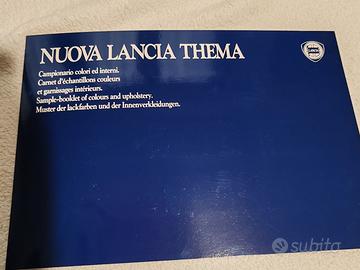 NUOVA LANCIA THEMA
LANCIA
Campionario colori ed interni.
Carnet d'échantillons couleurs
et garnissages intérieurs.
Sample-booklet of colours and upholstery.
Muster der lackfarben und der Innenverkleidungen.
subito